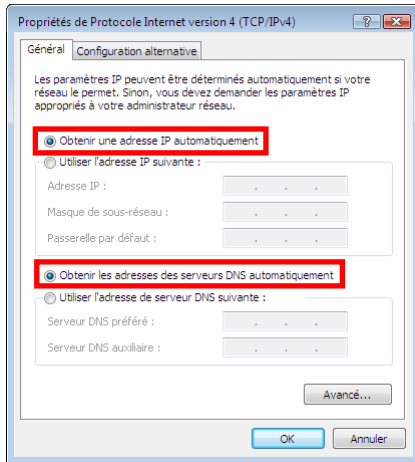 Propriétés de Protocole Internet version 4 (TCP/IPv4)
Général
Configuration alternative
Les paramètres IP peuvent être déterminés automatiquement si votre
réseau le permet. Sinon, vous devez demander les paramètres IP
appropriés à votre administrateur réseau.
Obtenir une adresse IP automatiquement
Utiliser l'adresse IP suivante :
Adresse IP :
Masque de sous-réseau :
Passerelle par défaut :
Obtenir les adresses des serveurs DNS automatiquement
Utiliser l'adresse de serveur DNS suivante :
Serveur DNS préféré :
Serveur DNS auxiliaire :
Avancé...
OK
Annuler